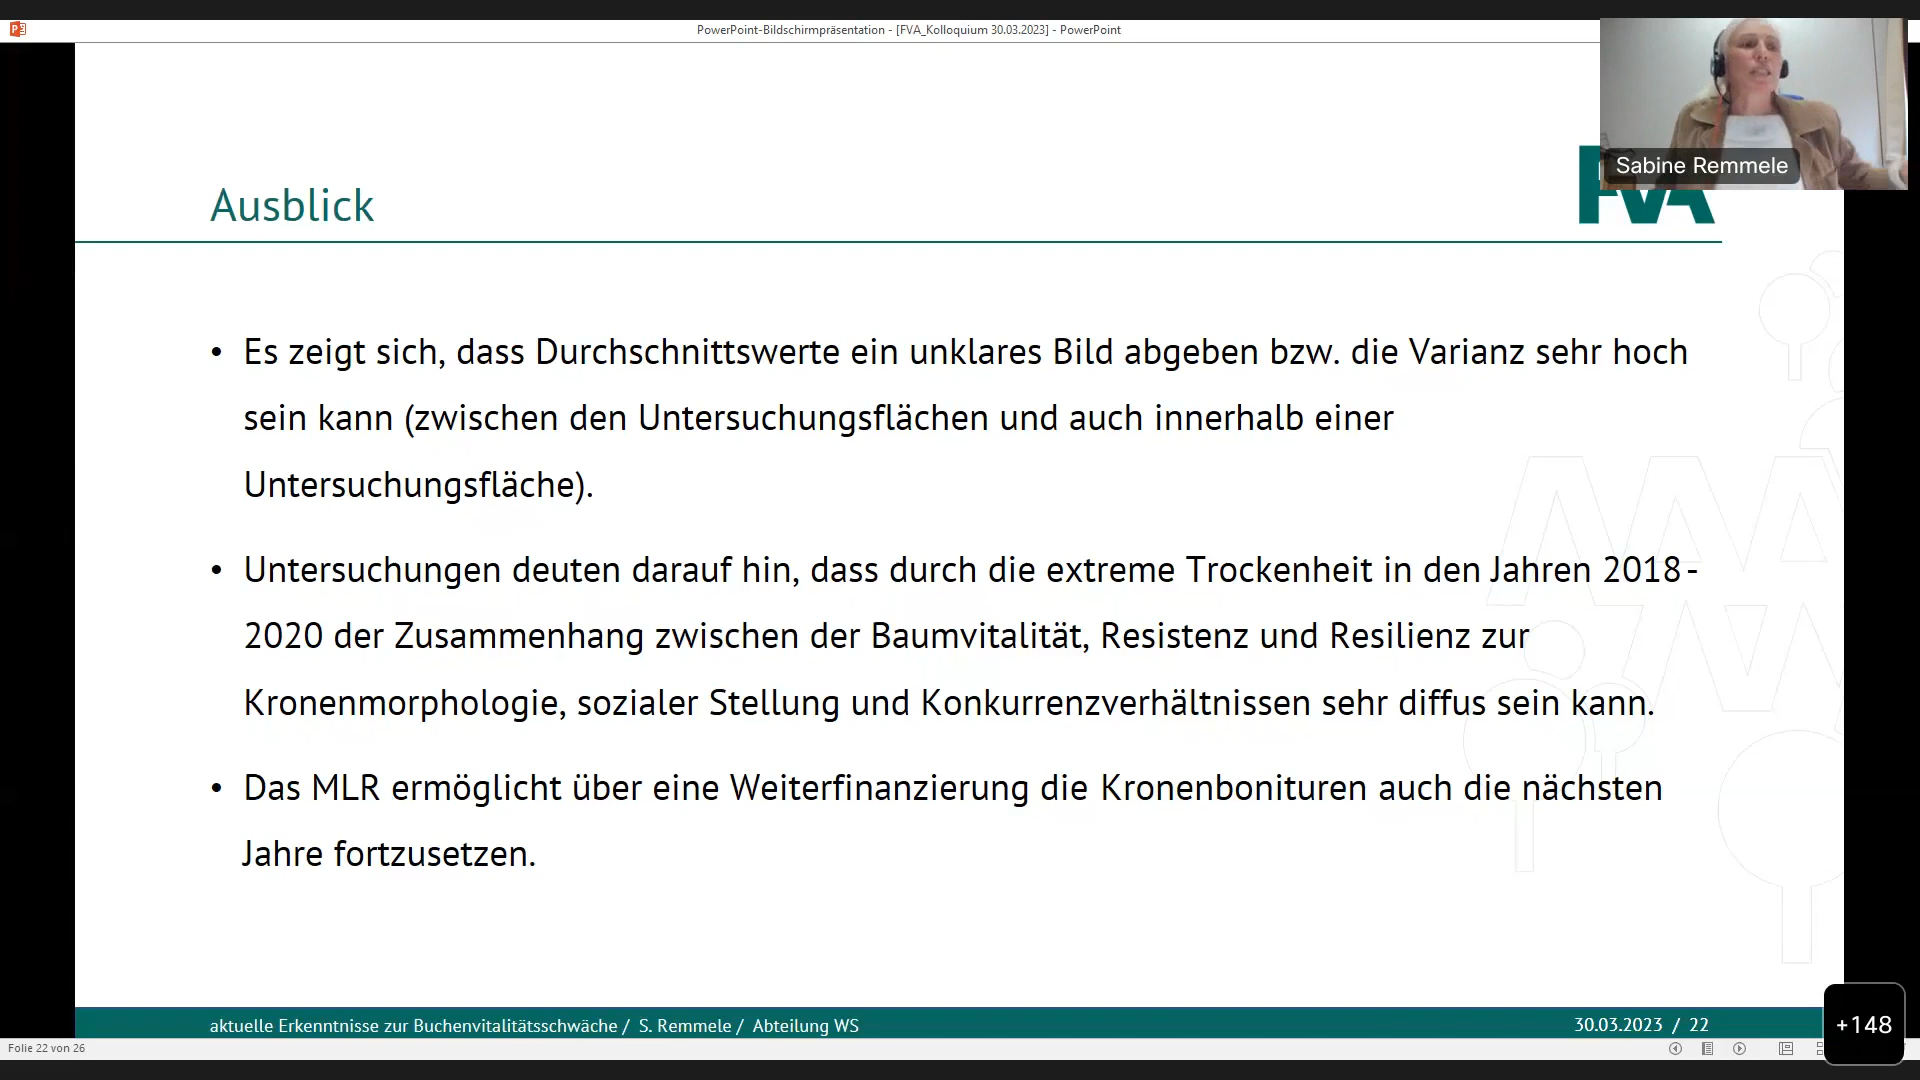 PowerPoint-Bildschirmpräsentation - [FVA_Kolloquium 30.03.2023] - PowerPoint
Sabine Remmele
FVA
Ausblick
• Es zeigt sich, dass Durchschnittswerte ein unklares Bild abgeben bzw. die Varianz sehr hoch
sein kann (zwischen den Untersuchungsflächen und auch innerhalb einer
Untersuchungsfläche).
• Untersuchungen deuten darauf hin, dass durch die extreme Trockenheit in den Jahren 2018-
2020 der Zusammenhang zwischen der Baumvitalität, Resistenz und Resilienz zur
Kronenmorphologie, sozialer Stellung und Konkurrenzverhältnissen sehr diffus sein kann.
• Das MLR ermöglicht über eine Weiterfinanzierung die Kronenbonituren auch die nächsten
Jahre fortzusetzen.
aktuelle Erkenntnisse zur Buchenvitalitätsschwäche / S. Remmele / Abteilung WS
30.03.2023 / 22
+148
Folie 22 von 26